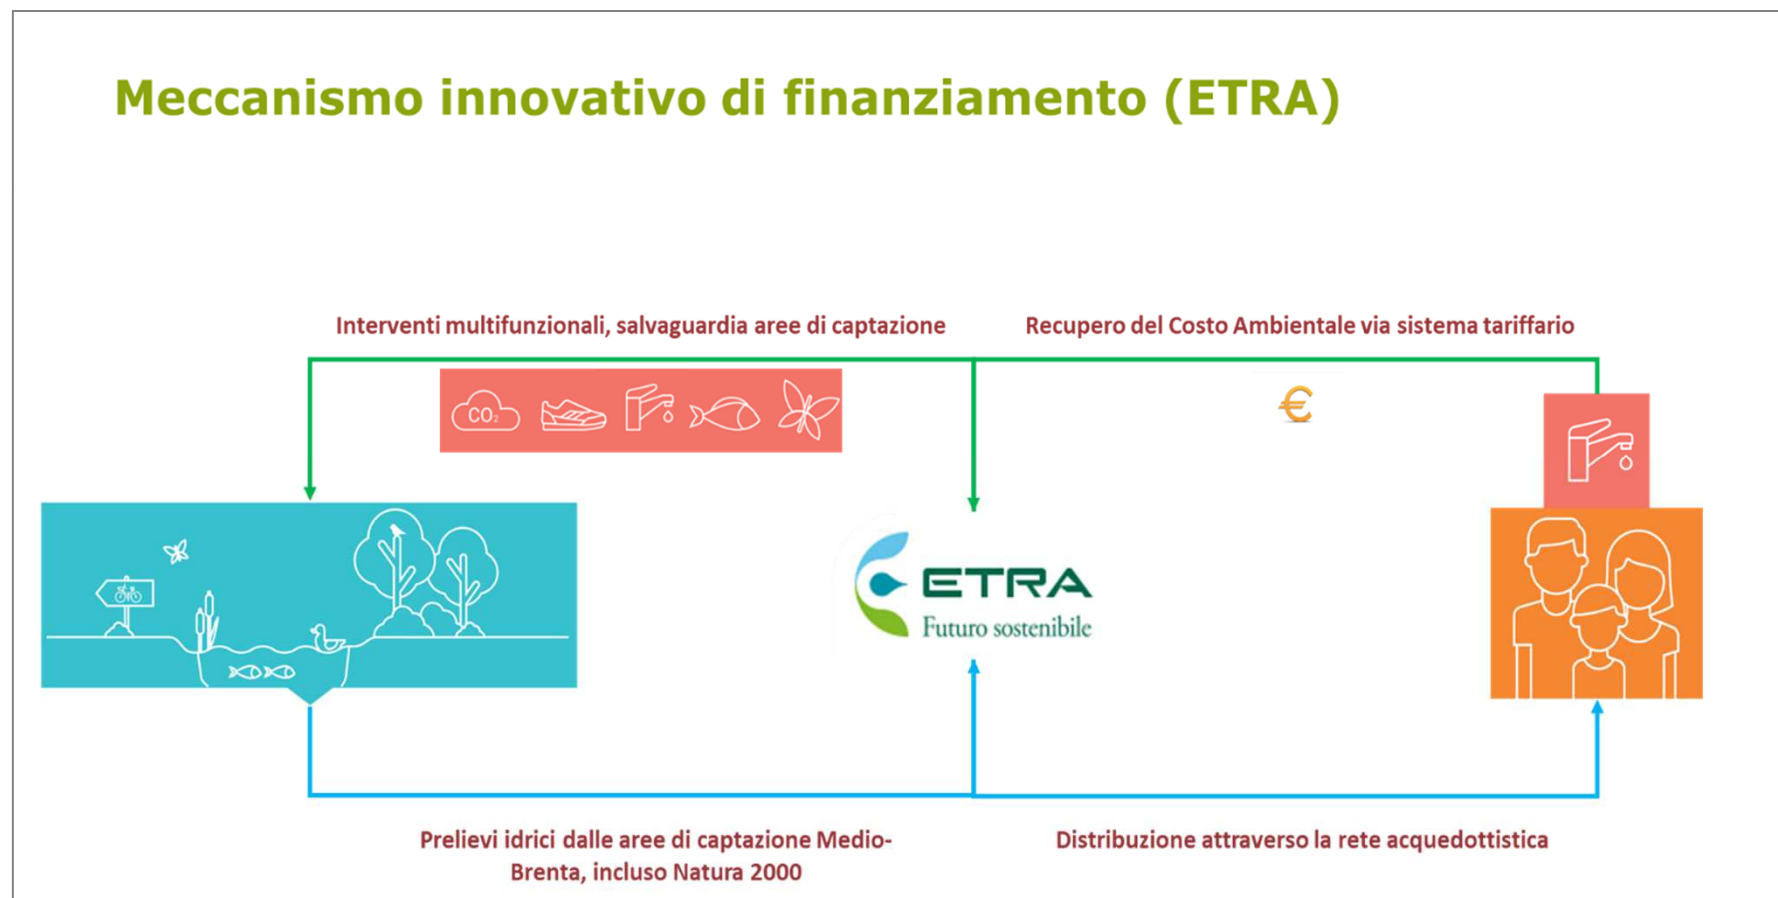 Meccanismo innovativo di finanziamento (ETRA)
Interventi multifunzionali, salvaguardia aree di captazione
Recupero del Costo Ambientale via sistema tariffario
CO₂
€
ETRA
Futuro sostenibile
Prelievi idrici dalle aree di captazione Medio-
Brenta, incluso Natura 2000
Distribuzione attraverso la rete acquedottistica